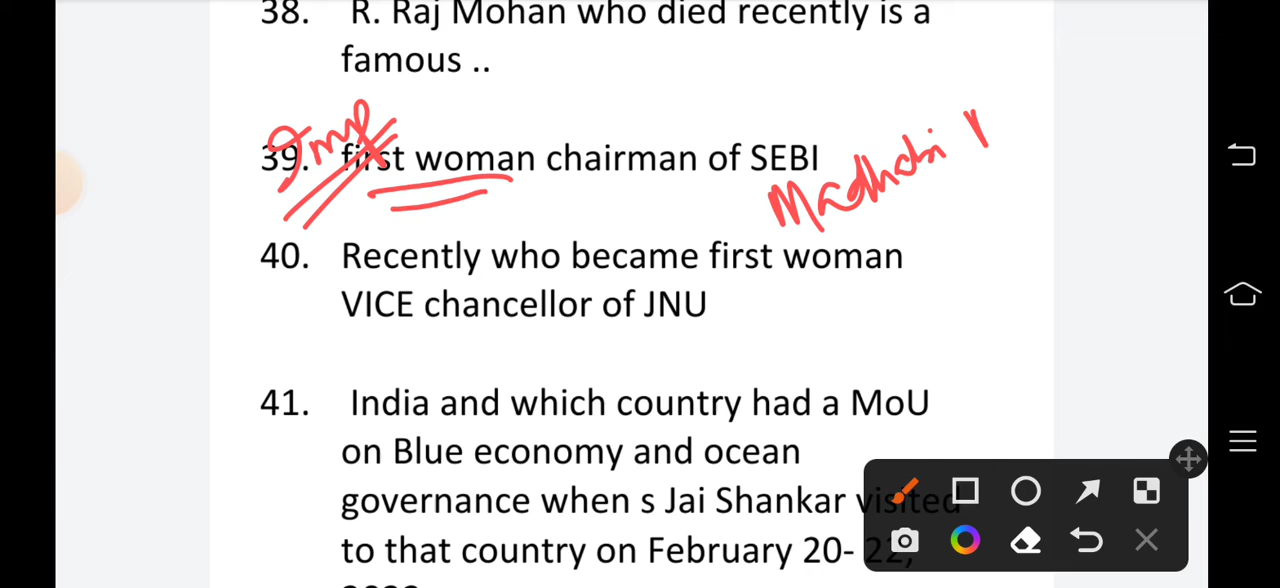 38. R. Raj Mohan who died recently is a
famous ..
Imp
39. first woman chairman of SEBI
Madhabi
40. Recently who became first woman
VICE chancellor of JNU
41. India and which country had a MoU
on Blue economy and ocean
governance when s Jai Shankar visited
to that country on February 20- 22,